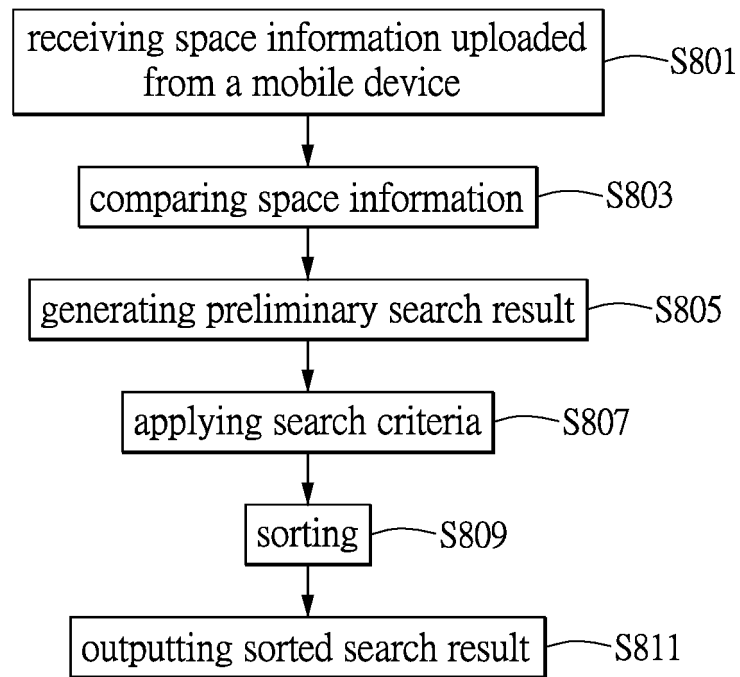 receiving space information uploaded
from a mobile device
S801
comparing space information
S803
generating preliminary search result
S805
applying search criteria
S807
sorting
S809
outputting sorted search result
S811